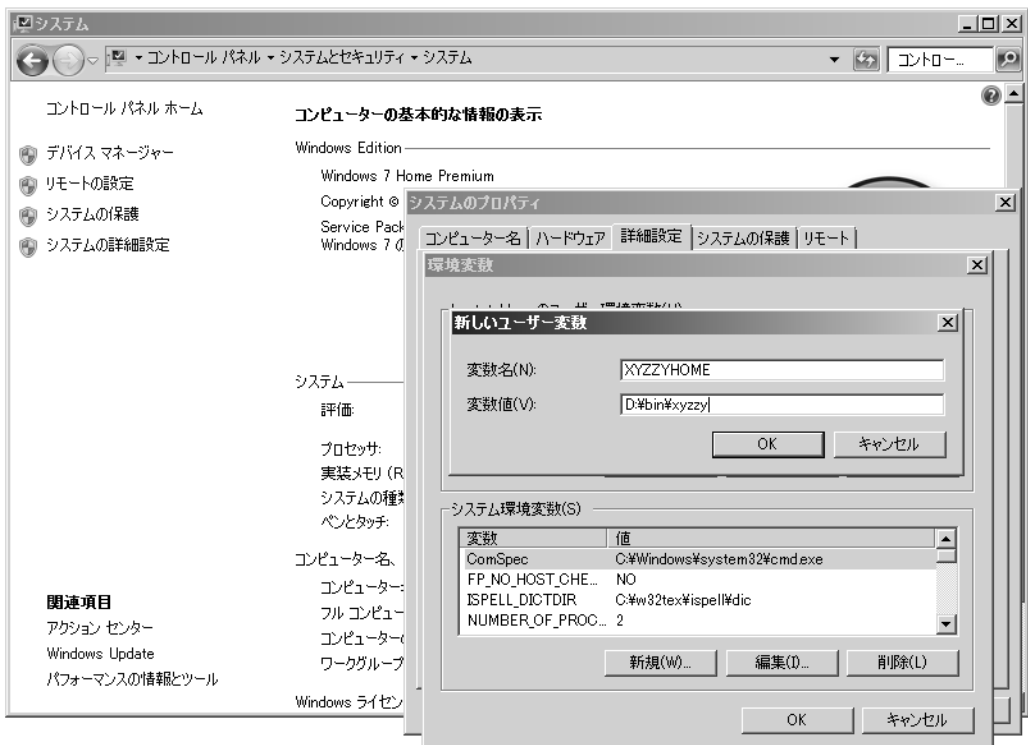 システム
コントロール パネル システムとセキュリティ システム
コントロー...
コントロール パネル ホーム
デバイス マネージャー
リモートの設定
システムの保護
システムの詳細設定
関連項目
アクション センター
Windows Update
パフォーマンスの情報とツール
コンピューターの基本的な情報の表示
Windows Edition
Windows 7 Home Premium
Copyright ©
Service Pack
Windows 7 の
システム
評価:
プロセッサ:
実装メモリ (R
システムの種類
ペンとタッチ:
コンピューター名、
コンピューター
フル コンピュー
コンピューターの
ワークグループ
Windows ライセン
システムのプロパティ
コンピューター名 ハードウェア 詳細設定 システムの保護 リモート
環境変数
新しいユーザー変数
変数名(N): XYZZYHOME
変数値(V): D:¥bin¥xyzzy
OK キャンセル
システム環境変数(S)
変数 値
ComSpec C:¥Windows¥system32¥cmd.exe
FP_NO_HOST_CHE... NO
ISPELL_DICTDIR C:¥w32tex¥ispell¥dic
NUMBER_OF_PROC... 2
新規(W)... 編集(I)... 削除(L)
OK キャンセル